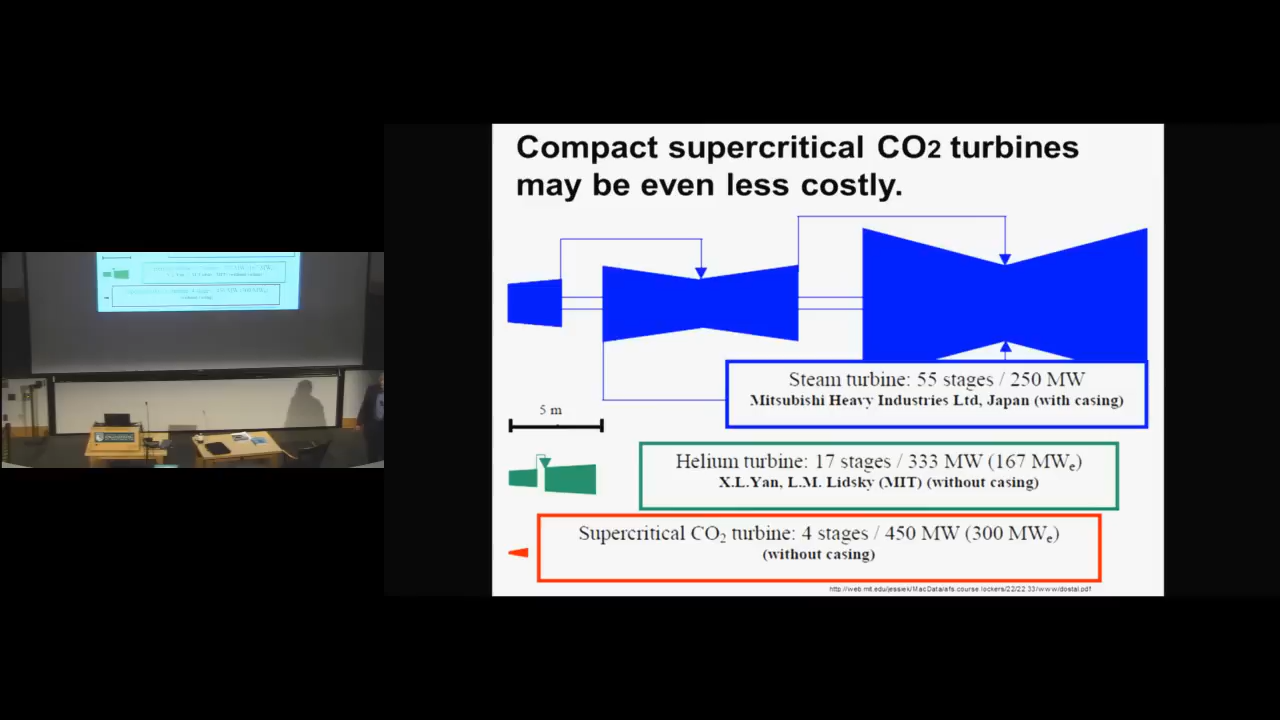 Compact supercritical CO2 turbines
may be even less costly.
Steam turbine: 55 stages / 250 MW
Mitsubishi Heavy Industries Ltd, Japan (with casing)
5 m
Helium turbine: 17 stages / 333 MW (167 MWe)
X.L.Yan, L.M. Lidsky (MIT) (without casing)
Supercritical CO2 turbine: 4 stages / 450 MW (300 MWe)
(without casing)